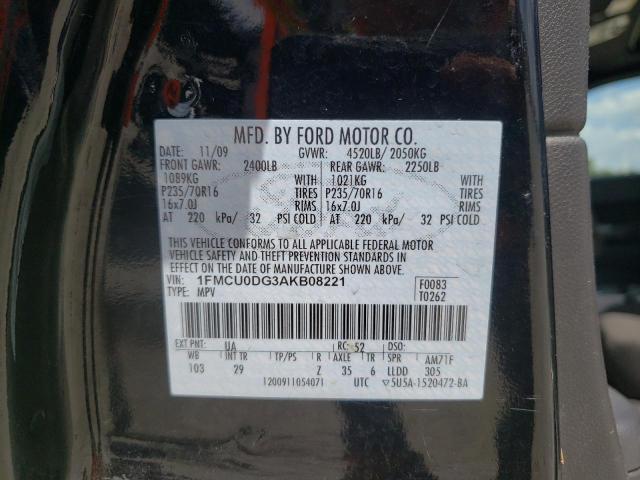 MFD. BY FORD MOTOR CO.
DATE: 11/09 GVWR: 4520LB/ 2050KG
FRONT GAWR: 2400LB REAR GAWR: 2250LB
1089KG WITH 1021KG WITH
P235/70R16 TIRES P235/70R16 TIRES
16x7.0J RIMS 16x7.0J RIMS
AT 220 kPa/ 32 PSI COLD AT 220 kPa/ 32 PSI COLD
THIS VEHICLE CONFORMS TO ALL APPLICABLE FEDERAL MOTOR
VEHICLE SAFETY AND THEFT PREVENTION STANDARDS IN
EFFECT ON THE DATE OF MANUFACTURE SHOWN ABOVE.
VIN: 1FMCU0DG3AKB08221 F0083
TYPE: MPV T0262
EXT PNT: UA RC: 52 DSO:
WB INT TR TP/PS R AXLE TR SPR AM7TF
103 29 Z 35 6 LLDD 305
1200911054071 UTC ▽5U5A-1520472-BA